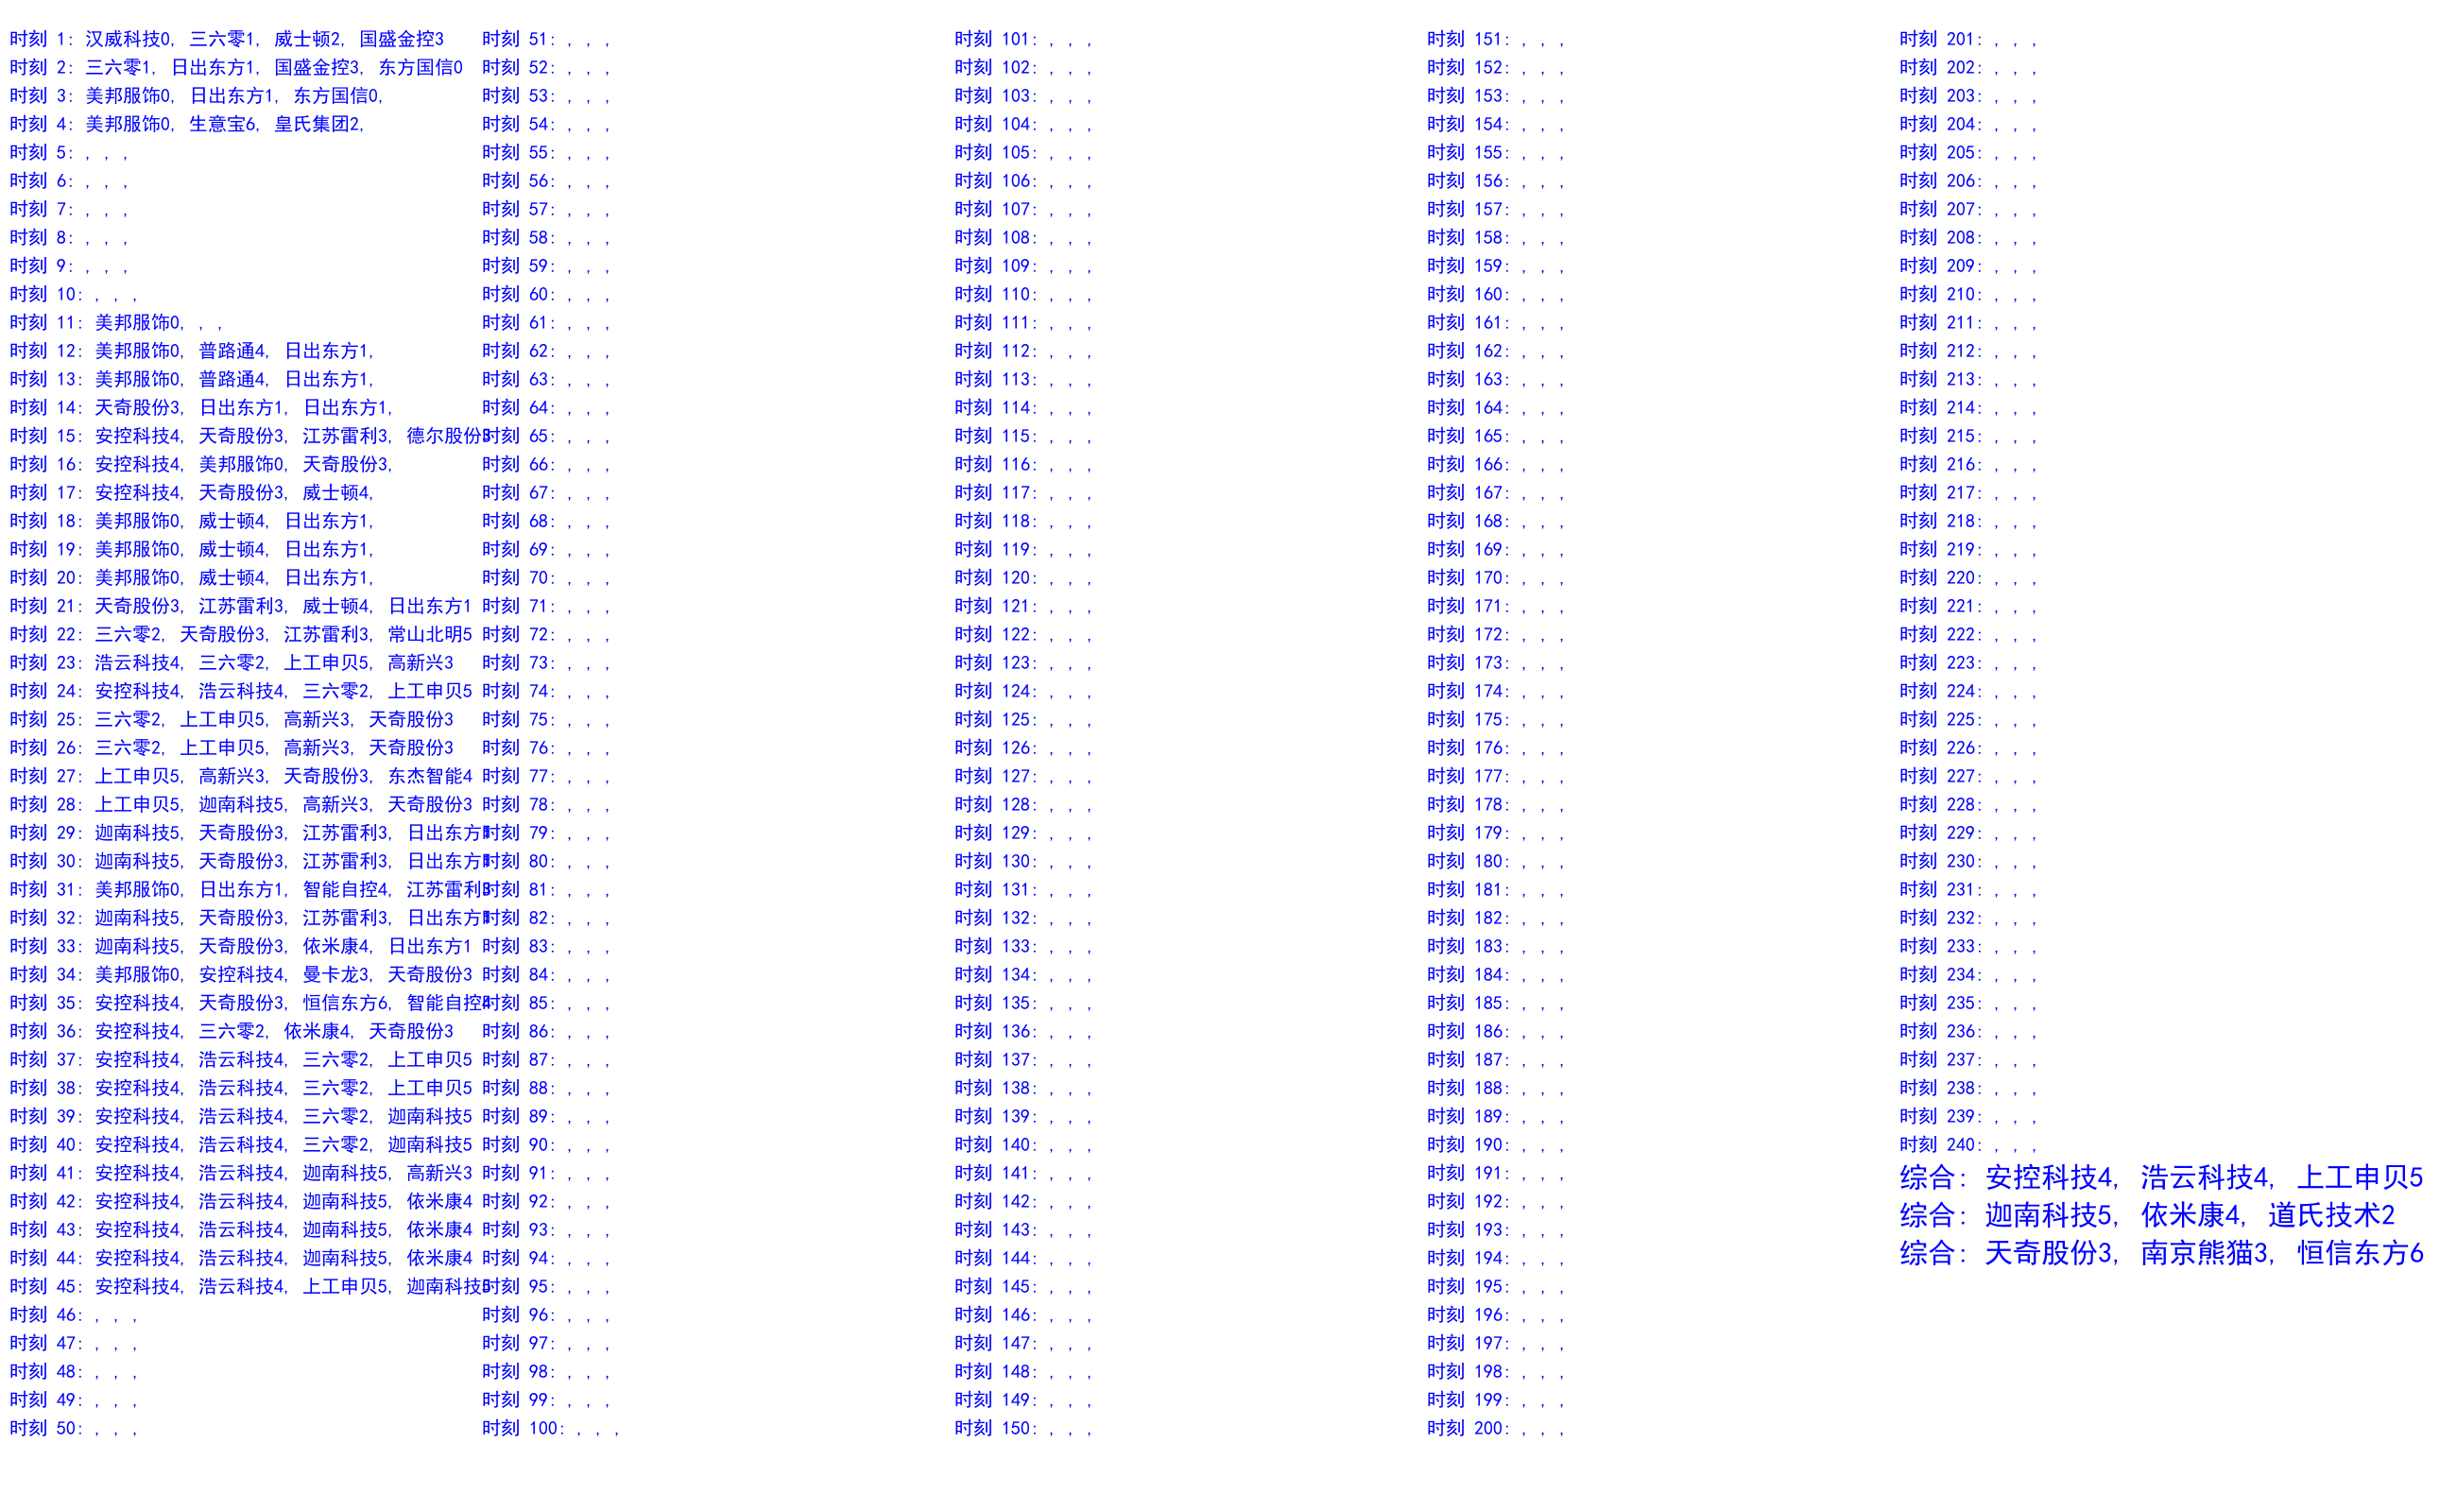 时刻 1: 汉威科技0, 三六零1, 威士顿2, 国盛金控3
时刻 2: 三六零1, 日出东方1, 国盛金控3, 东方国信0
时刻 3: 美邦服饰0, 日出东方1, 东方国信0,
时刻 4: 美邦服饰0, 生意宝6, 皇氏集团2,
时刻 5: , , ,
时刻 6: , , ,
时刻 7: , , ,
时刻 8: , , ,
时刻 9: , , ,
时刻 10: , , ,
时刻 11: 美邦服饰0, , ,
时刻 12: 美邦服饰0, 普路通4, 日出东方1,
时刻 13: 美邦服饰0, 普路通4, 日出东方1,
时刻 14: 天奇股份3, 日出东方1, 日出东方1,
时刻 15: 安控科技4, 天奇股份3, 江苏雷利3, 德尔股份
时刻 16: 安控科技4, 美邦服饰0, 天奇股份3,
时刻 17: 安控科技4, 天奇股份3, 威士顿4,
时刻 18: 美邦服饰0, 威士顿4, 日出东方1,
时刻 19: 美邦服饰0, 威士顿4, 日出东方1,
时刻 20: 美邦服饰0, 威士顿4, 日出东方1,
时刻 21: 天奇股份3, 江苏雷利3, 威士顿4, 日出东方1
时刻 22: 三六零2, 天奇股份3, 江苏雷利3, 常山北明5
时刻 23: 浩云科技4, 三六零2, 上工申贝5, 高新兴3
时刻 24: 安控科技4, 浩云科技4, 三六零2, 上工申贝5
时刻 25: 三六零2, 上工申贝5, 高新兴3, 天奇股份3
时刻 26: 三六零2, 上工申贝5, 高新兴3, 天奇股份3
时刻 27: 上工申贝5, 高新兴3, 天奇股份3, 东杰智能4
时刻 28: 上工申贝5, 迦南科技5, 高新兴3, 天奇股份3
时刻 29: 迦南科技5, 天奇股份3, 江苏雷利3, 日出东方1
时刻 30: 迦南科技5, 天奇股份3, 江苏雷利3, 日出东方1
时刻 31: 美邦服饰0, 日出东方1, 智能自控4, 江苏雷利3
时刻 32: 迦南科技5, 天奇股份3, 江苏雷利3, 日出东方1
时刻 33: 迦南科技5, 天奇股份3, 依米康4, 日出东方1
时刻 34: 美邦服饰0, 安控科技4, 曼卡龙3, 天奇股份3
时刻 35: 安控科技4, 天奇股份3, 恒信东方6, 智能自控4
时刻 36: 安控科技4, 三六零2, 依米康4, 天奇股份3
时刻 37: 安控科技4, 浩云科技4, 三六零2, 上工申贝5
时刻 38: 安控科技4, 浩云科技4, 三六零2, 上工申贝5
时刻 39: 安控科技4, 浩云科技4, 三六零2, 迦南科技5
时刻 40: 安控科技4, 浩云科技4, 三六零2, 迦南科技5
时刻 41: 安控科技4, 浩云科技4, 迦南科技5, 高新兴3
时刻 42: 安控科技4, 浩云科技4, 迦南科技5, 依米康4
时刻 43: 安控科技4, 浩云科技4, 迦南科技5, 依米康4
时刻 44: 安控科技4, 浩云科技4, 迦南科技5, 依米康4
时刻 45: 安控科技4, 浩云科技4, 上工申贝5, 迦南科技5
时刻 46: , , ,
时刻 47: , , ,
时刻 48: , , ,
时刻 49: , , ,
时刻 50: , , ,
时刻 51: , , ,
时刻 52: , , ,
时刻 53: , , ,
时刻 54: , , ,
时刻 55: , , ,
时刻 56: , , ,
时刻 57: , , ,
时刻 58: , , ,
时刻 59: , , ,
时刻 60: , , ,
时刻 61: , , ,
时刻 62: , , ,
时刻 63: , , ,
时刻 64: , , ,
时刻 65: , , ,
时刻 66: , , ,
时刻 67: , , ,
时刻 68: , , ,
时刻 69: , , ,
时刻 70: , , ,
时刻 71: , , ,
时刻 72: , , ,
时刻 73: , , ,
时刻 74: , , ,
时刻 75: , , ,
时刻 76: , , ,
时刻 77: , , ,
时刻 78: , , ,
时刻 79: , , ,
时刻 80: , , ,
时刻 81: , , ,
时刻 82: , , ,
时刻 83: , , ,
时刻 84: , , ,
时刻 85: , , ,
时刻 86: , , ,
时刻 87: , , ,
时刻 88: , , ,
时刻 89: , , ,
时刻 90: , , ,
时刻 91: , , ,
时刻 92: , , ,
时刻 93: , , ,
时刻 94: , , ,
时刻 95: , , ,
时刻 96: , , ,
时刻 97: , , ,
时刻 98: , , ,
时刻 99: , , ,
时刻 100: , , ,
时刻 101: , , ,
时刻 102: , , ,
时刻 103: , , ,
时刻 104: , , ,
时刻 105: , , ,
时刻 106: , , ,
时刻 107: , , ,
时刻 108: , , ,
时刻 109: , , ,
时刻 110: , , ,
时刻 111: , , ,
时刻 112: , , ,
时刻 113: , , ,
时刻 114: , , ,
时刻 115: , , ,
时刻 116: , , ,
时刻 117: , , ,
时刻 118: , , ,
时刻 119: , , ,
时刻 120: , , ,
时刻 121: , , ,
时刻 122: , , ,
时刻 123: , , ,
时刻 124: , , ,
时刻 125: , , ,
时刻 126: , , ,
时刻 127: , , ,
时刻 128: , , ,
时刻 129: , , ,
时刻 130: , , ,
时刻 131: , , ,
时刻 132: , , ,
时刻 133: , , ,
时刻 134: , , ,
时刻 135: , , ,
时刻 136: , , ,
时刻 137: , , ,
时刻 138: , , ,
时刻 139: , , ,
时刻 140: , , ,
时刻 141: , , ,
时刻 142: , , ,
时刻 143: , , ,
时刻 144: , , ,
时刻 145: , , ,
时刻 146: , , ,
时刻 147: , , ,
时刻 148: , , ,
时刻 149: , , ,
时刻 150: , , ,
时刻 151: , , ,
时刻 152: , , ,
时刻 153: , , ,
时刻 154: , , ,
时刻 155: , , ,
时刻 156: , , ,
时刻 157: , , ,
时刻 158: , , ,
时刻 159: , , ,
时刻 160: , , ,
时刻 161: , , ,
时刻 162: , , ,
时刻 163: , , ,
时刻 164: , , ,
时刻 165: , , ,
时刻 166: , , ,
时刻 167: , , ,
时刻 168: , , ,
时刻 169: , , ,
时刻 170: , , ,
时刻 171: , , ,
时刻 172: , , ,
时刻 173: , , ,
时刻 174: , , ,
时刻 175: , , ,
时刻 176: , , ,
时刻 177: , , ,
时刻 178: , , ,
时刻 179: , , ,
时刻 180: , , ,
时刻 181: , , ,
时刻 182: , , ,
时刻 183: , , ,
时刻 184: , , ,
时刻 185: , , ,
时刻 186: , , ,
时刻 187: , , ,
时刻 188: , , ,
时刻 189: , , ,
时刻 190: , , ,
时刻 191: , , ,
时刻 192: , , ,
时刻 193: , , ,
时刻 194: , , ,
时刻 195: , , ,
时刻 196: , , ,
时刻 197: , , ,
时刻 198: , , ,
时刻 199: , , ,
时刻 200: , , ,
时刻 201: , , ,
时刻 202: , , ,
时刻 203: , , ,
时刻 204: , , ,
时刻 205: , , ,
时刻 206: , , ,
时刻 207: , , ,
时刻 208: , , ,
时刻 209: , , ,
时刻 210: , , ,
时刻 211: , , ,
时刻 212: , , ,
时刻 213: , , ,
时刻 214: , , ,
时刻 215: , , ,
时刻 216: , , ,
时刻 217: , , ,
时刻 218: , , ,
时刻 219: , , ,
时刻 220: , , ,
时刻 221: , , ,
时刻 222: , , ,
时刻 223: , , ,
时刻 224: , , ,
时刻 225: , , ,
时刻 226: , , ,
时刻 227: , , ,
时刻 228: , , ,
时刻 229: , , ,
时刻 230: , , ,
时刻 231: , , ,
时刻 232: , , ,
时刻 233: , , ,
时刻 234: , , ,
时刻 235: , , ,
时刻 236: , , ,
时刻 237: , , ,
时刻 238: , , ,
时刻 239: , , ,
时刻 240: , , ,
综合: 安控科技4, 浩云科技4, 上工申贝5
综合: 迦南科技5, 依米康4, 道氏技术2
综合: 天奇股份3, 南京熊猫3, 恒信东方6